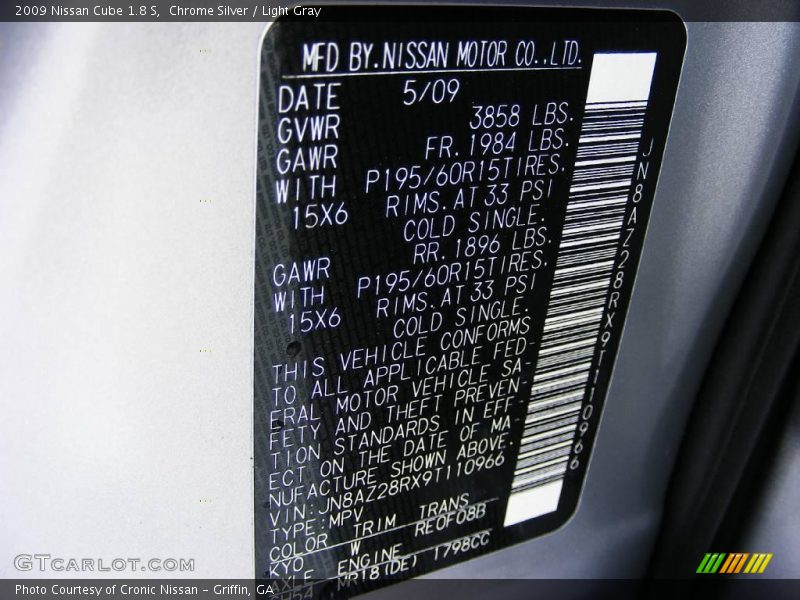 2009 Nissan Cube 1.8 S,  Chrome Silver / Light Gray
MFD BY.NISSAN MOTOR CO.,LTD.
DATE 5/09
GVWR 3858 LBS.
GAWR FR. 1984 LBS.
WITH P195/60R15TIRES.
15X6 RIMS. AT 33 PSI
COLD SINGLE.
GAWR RR. 1896 LBS.
WITH P195/60R15TIRES.
15X6 RIMS. AT 33 PSI
COLD SINGLE.
THIS VEHICLE CONFORMS
TO ALL APPLICABLE FED-
ERAL MOTOR VEHICLE SA-
FETY AND THEFT PREVEN-
TION STANDARDS IN EFF-
ECT ON THE DATE OF MA-
NUFACTURE SHOWN ABOVE.
VIN:JN8AZ28RX9T110966
TYPE:MPV
COLOR TRIM TRANS
KYO W RE0F08B
AXLE ENGINE
MR18(DE) 1798CC
JN8AZ28RX9T110966
GTCARLOT.COM
Photo Courtesy of Cronic Nissan - Griffin, GA